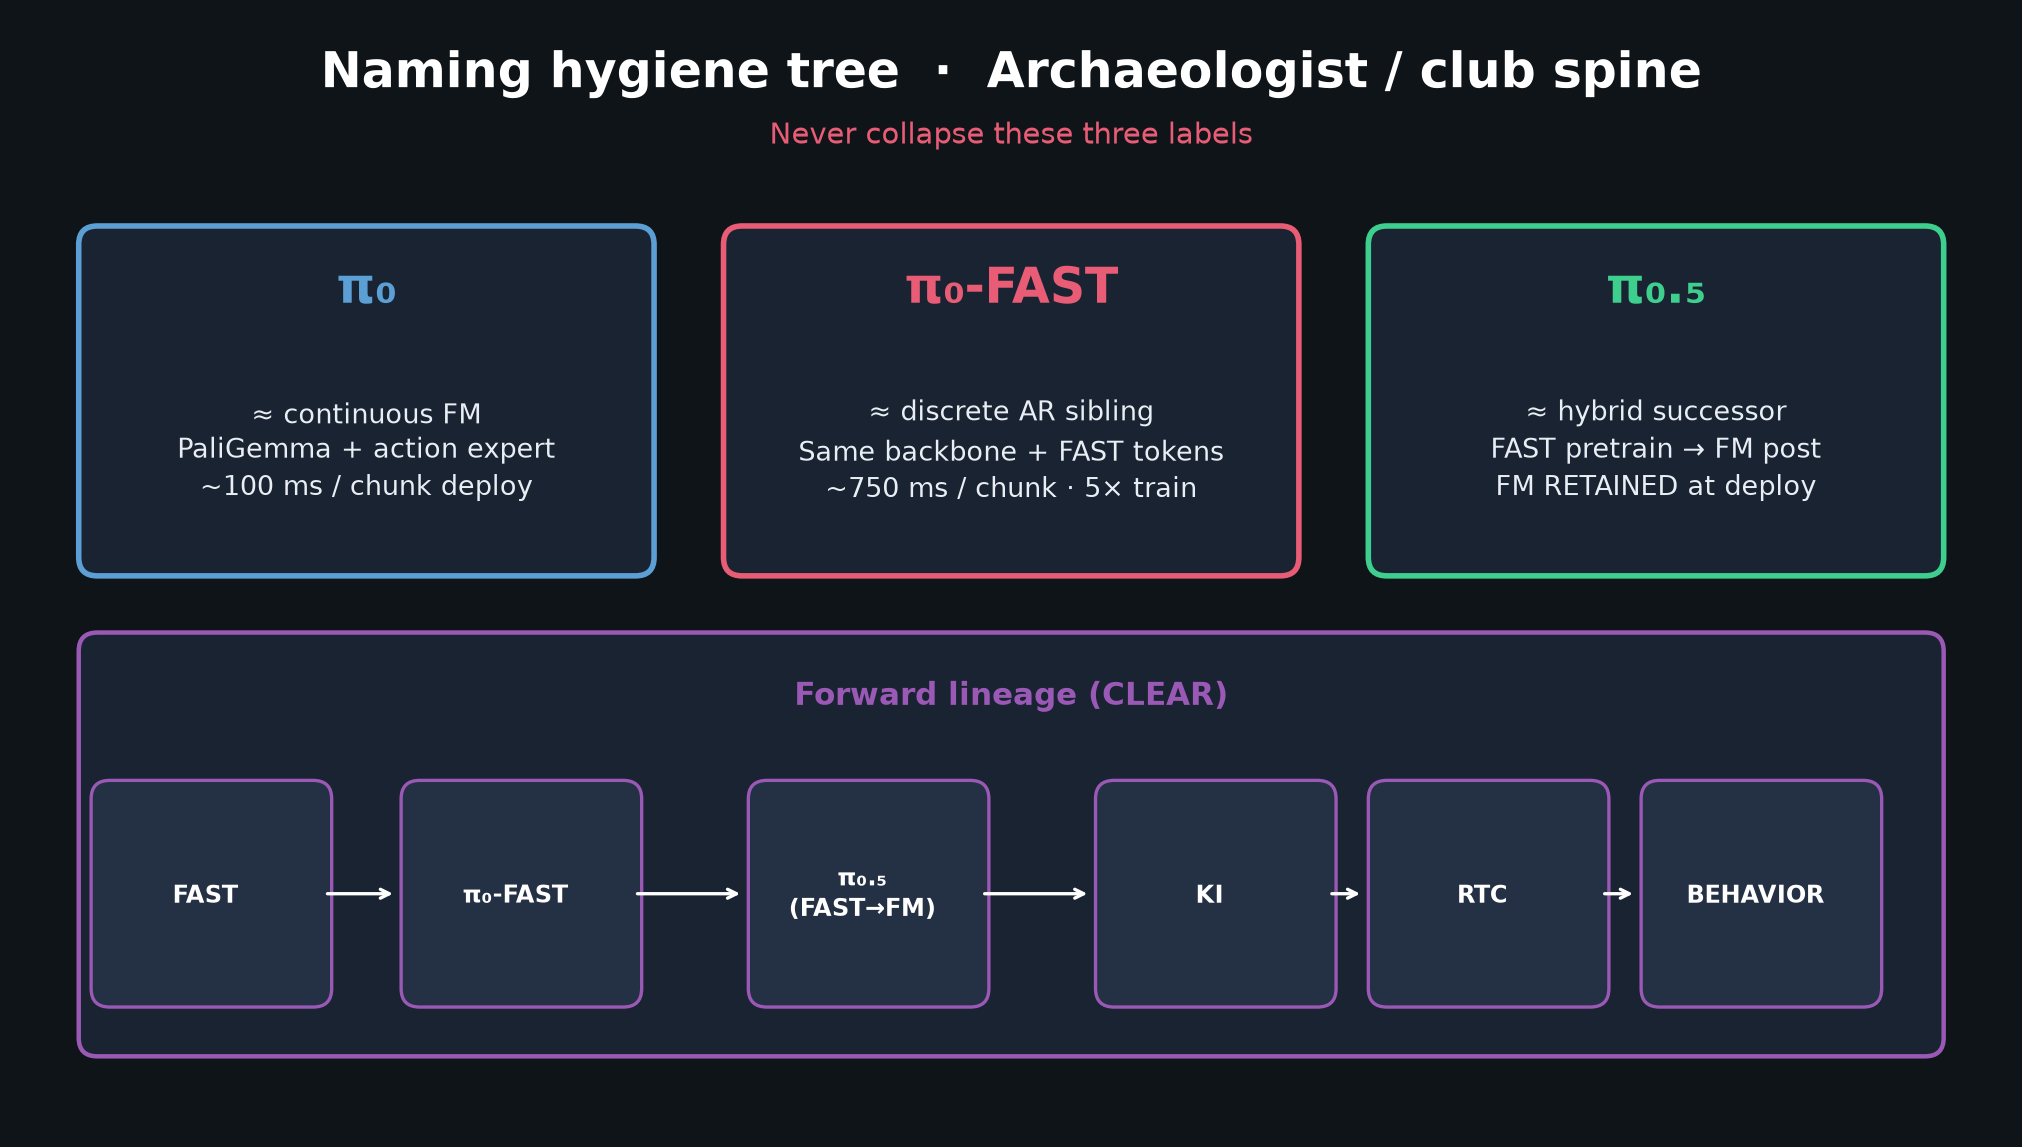 Naming hygiene tree · Archaeologist / club spine
Never collapse these three labels
π₀
≈ continuous FM
PaliGemma + action expert
~100 ms / chunk deploy
π₀-FAST
≈ discrete AR sibling
Same backbone + FAST tokens
~750 ms / chunk · 5× train
π₀.₅
≈ hybrid successor
FAST pretrain → FM post
FM RETAINED at deploy
Forward lineage (CLEAR)
FAST
π₀-FAST
π₀.₅
(FAST→FM)
KI
RTC
BEHAVIOR